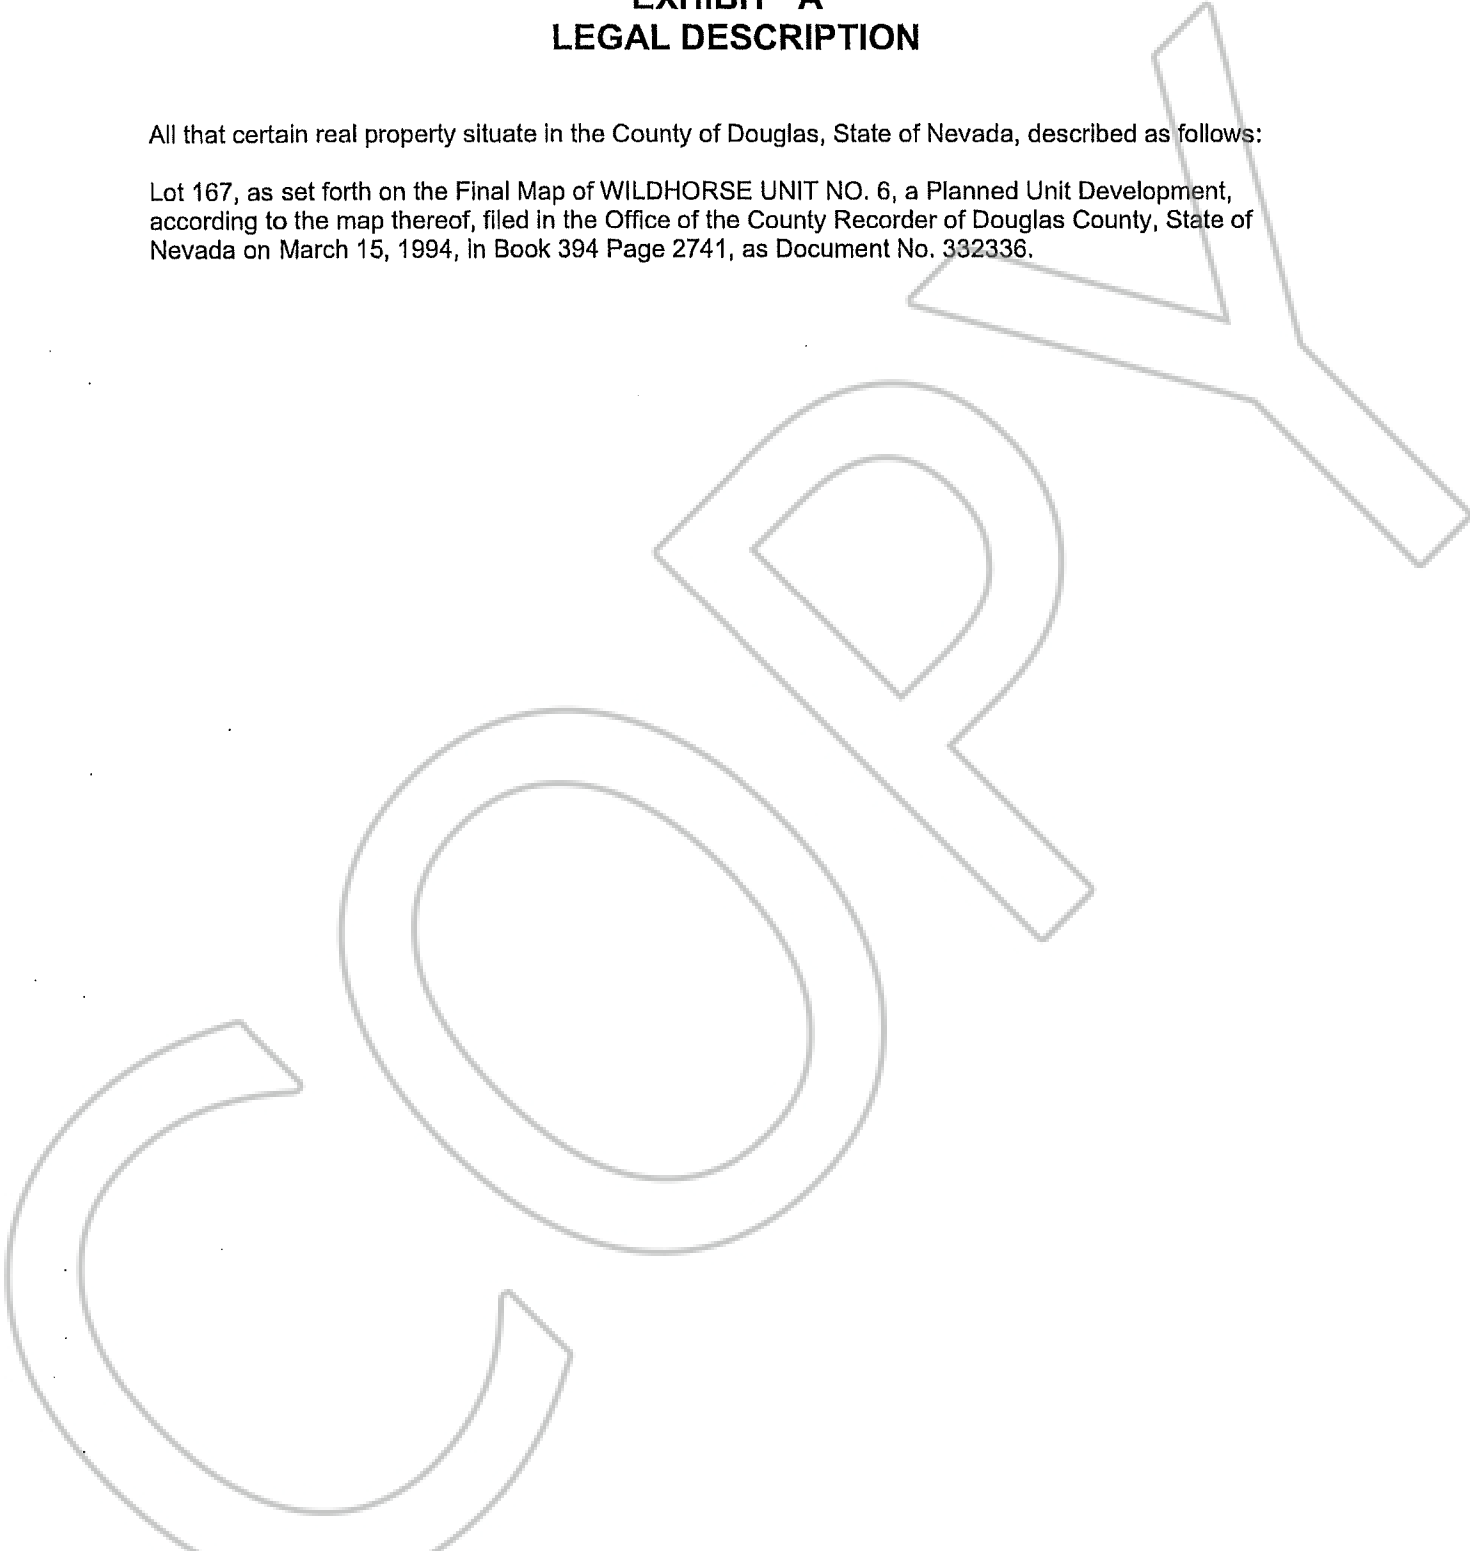 EXHIBIT "A"
LEGAL DESCRIPTION
All that certain real property situate in the County of Douglas, State of Nevada, described as follows:
Lot 167, as set forth on the Final Map of WILDHORSE UNIT NO. 6, a Planned Unit Development,
according to the map thereof, filed in the Office of the County Recorder of Douglas County, State of
Nevada on March 15, 1994, in Book 394 Page 2741, as Document No. 332336.
COPY